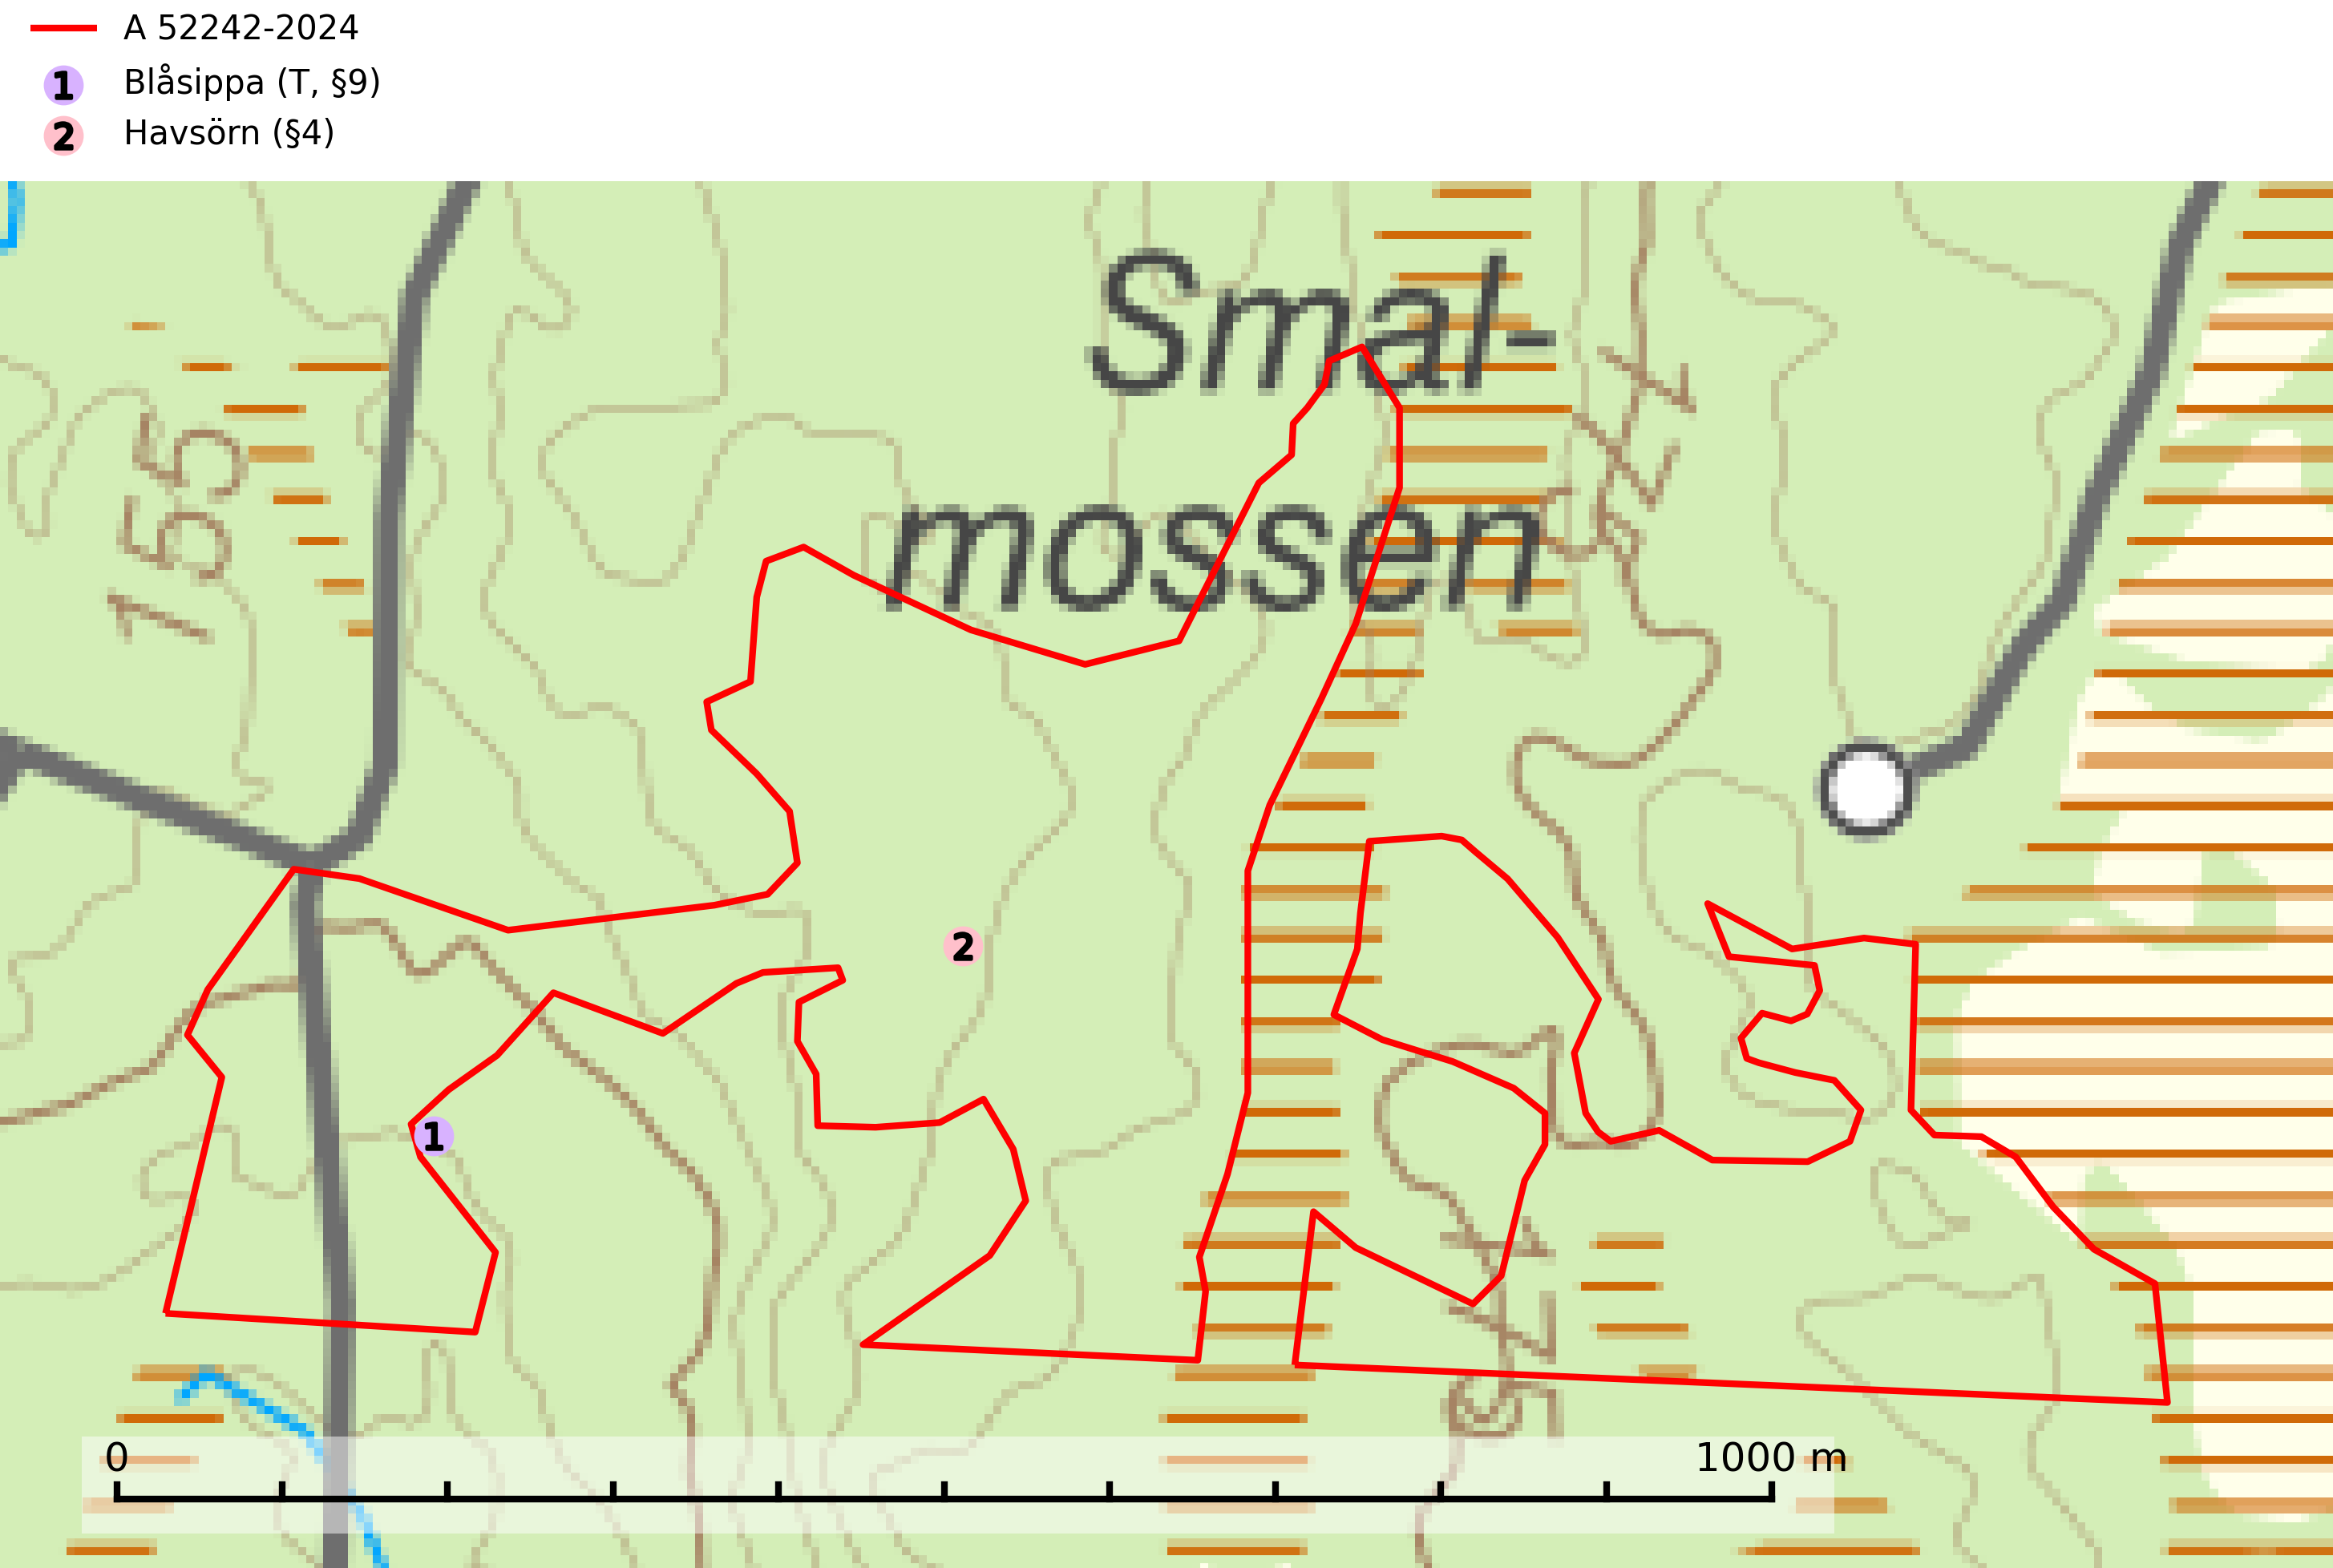 A 52242-2024
1 Blåsippa (T, §9)
2 Havsörn (§4)
Smal-
mossen
155
2
1
0 1000 m